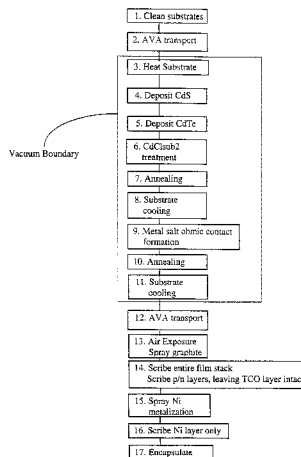 1. Clean substrates
2. AVA transport
3. Heat Substrate
4. Deposit CdS
5. Deposit CdTe
6. CdClsub2
treatment
Vacuum Boundary
7. Annealing
8. Substrate
cooling
9. Metal salt ohmic contact
formation
10. Annealing
11. Substrate
cooling
12. AVA transport
13. Air Exposure
Spray graphite
14. Scribe entire film stack
Scribe p/n layers, leaving TCO layer intac
15. Spray Ni
metalization
16. Scribe Ni layer only
17. Encapsulate